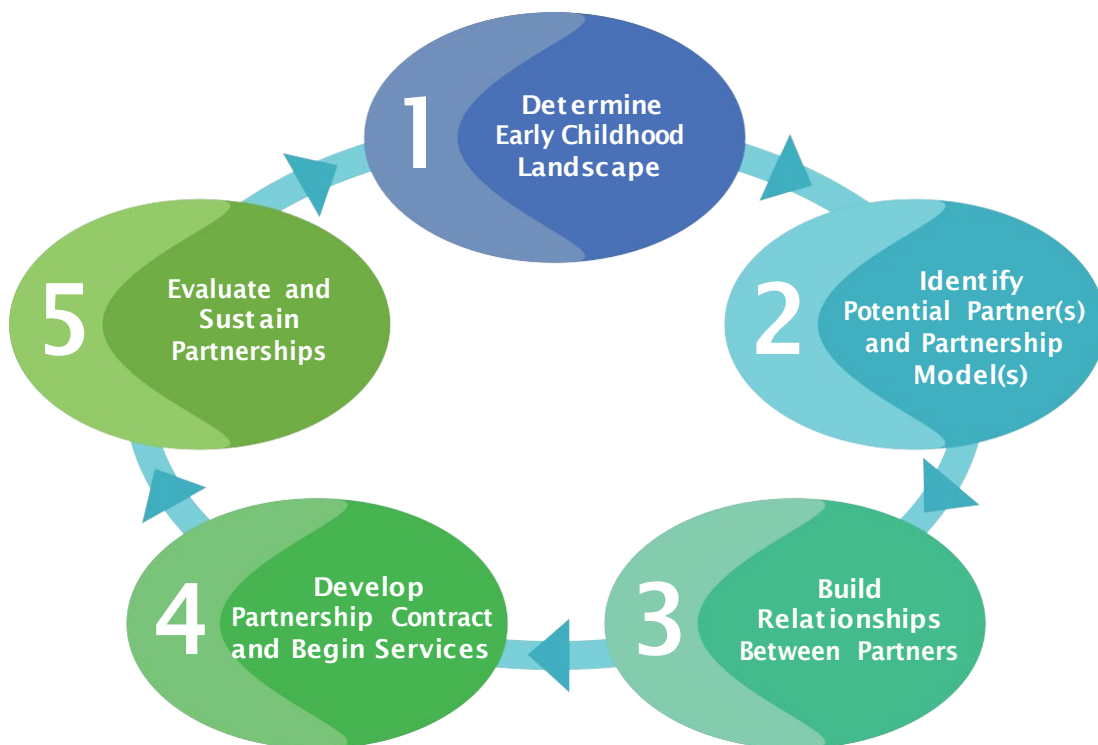 1
Determine
Early Childhood
Landscape
2
Identify
Potential Partner(s)
and Partnership
Model(s)
3
Build
Relationships
Between Partners
4
Develop
Partnership Contract
and Begin Services
5
Evaluate and
Sustain
Partnerships